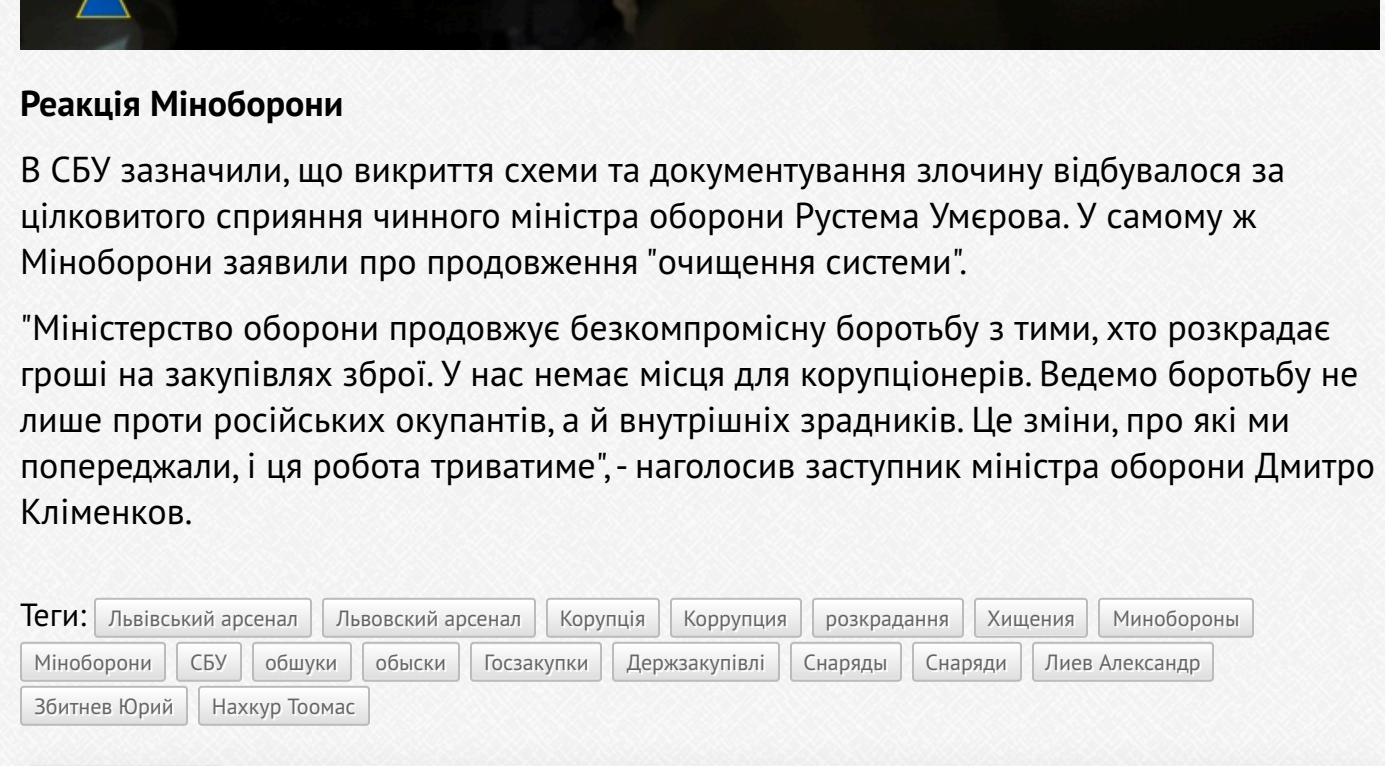 Реакція Міноборони
В СБУ зазначили, що викриття схеми та документування злочину відбувалося за
цілковитого сприяння чинного міністра оборони Рустема Умєрова. У самому ж
Міноборони заявили про продовження "очищення системи".
"Міністерство оборони продовжує безкомпромісну боротьбу з тими, хто розкрадає
гроші на закупівлях зброї. У нас немає місця для корупціонерів. Ведемо боротьбу не
лише проти російських окупантів, а й внутрішніх зрадників. Це зміни, про які ми
попереджали, і ця робота триватиме", - наголосив заступник міністра оборони Дмитро
Кліменков.
Теги: Львівський арсенал Львовский арсенал Корупція Коррупция розкрадання Хищения Минобороны
Міноборони СБУ обшуки обыски Госзакупки Держзакупівлі Снаряды Снаряди Лиев Александр
Збитнев Юрий Нахкур Тоомас